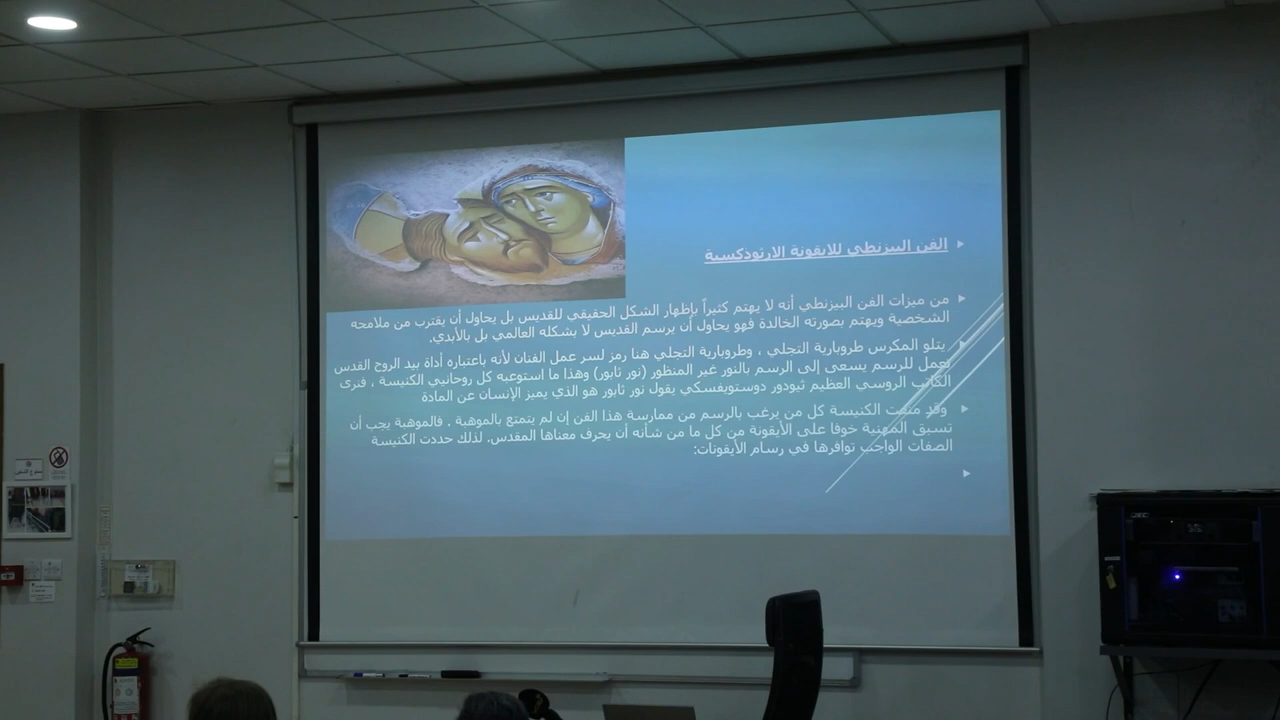 الفن البيزنطي للايقونة الارثوذكسية
من ميزات الفن البيزنطي أنه لا يهتم كثيراً بإظهار الشكل الحقيقي للقديس بل يحاول أن يقترب من ملامحه
الشخصية ويهتم بصورته الخالدة فهو يحاول أن يرسم القديس لا بشكله العالمي بل بالأبدي.
يتلو المكرس طروبارية التجلي ، وطروبارية التجلي هنا رمز لسر عمل الفنان لأنه باعتباره أداة بيد الروح القدس
يعمل للرسم يسعى إلى الرسم بالنور غير المنظور (نور ثابور) وهذا ما استوعبه كل روحانيي الكنيسة ، فنرى
الكاتب الروسي العظيم ثيودور دوستويفسكي يقول نور ثابور هو الذي يميز الإنسان عن المادة
وقد منعت الكنيسة كل من يرغب بالرسم من ممارسة هذا الفن إن لم يتمتع بالموهبة . فالموهبة يجب أن
تسبق المهنية خوفا على الأيقونة من كل ما من شأنه أن يحرف معناها المقدس. لذلك حددت الكنيسة
الصفات الواجب توافرها في رسام الأيقونات: